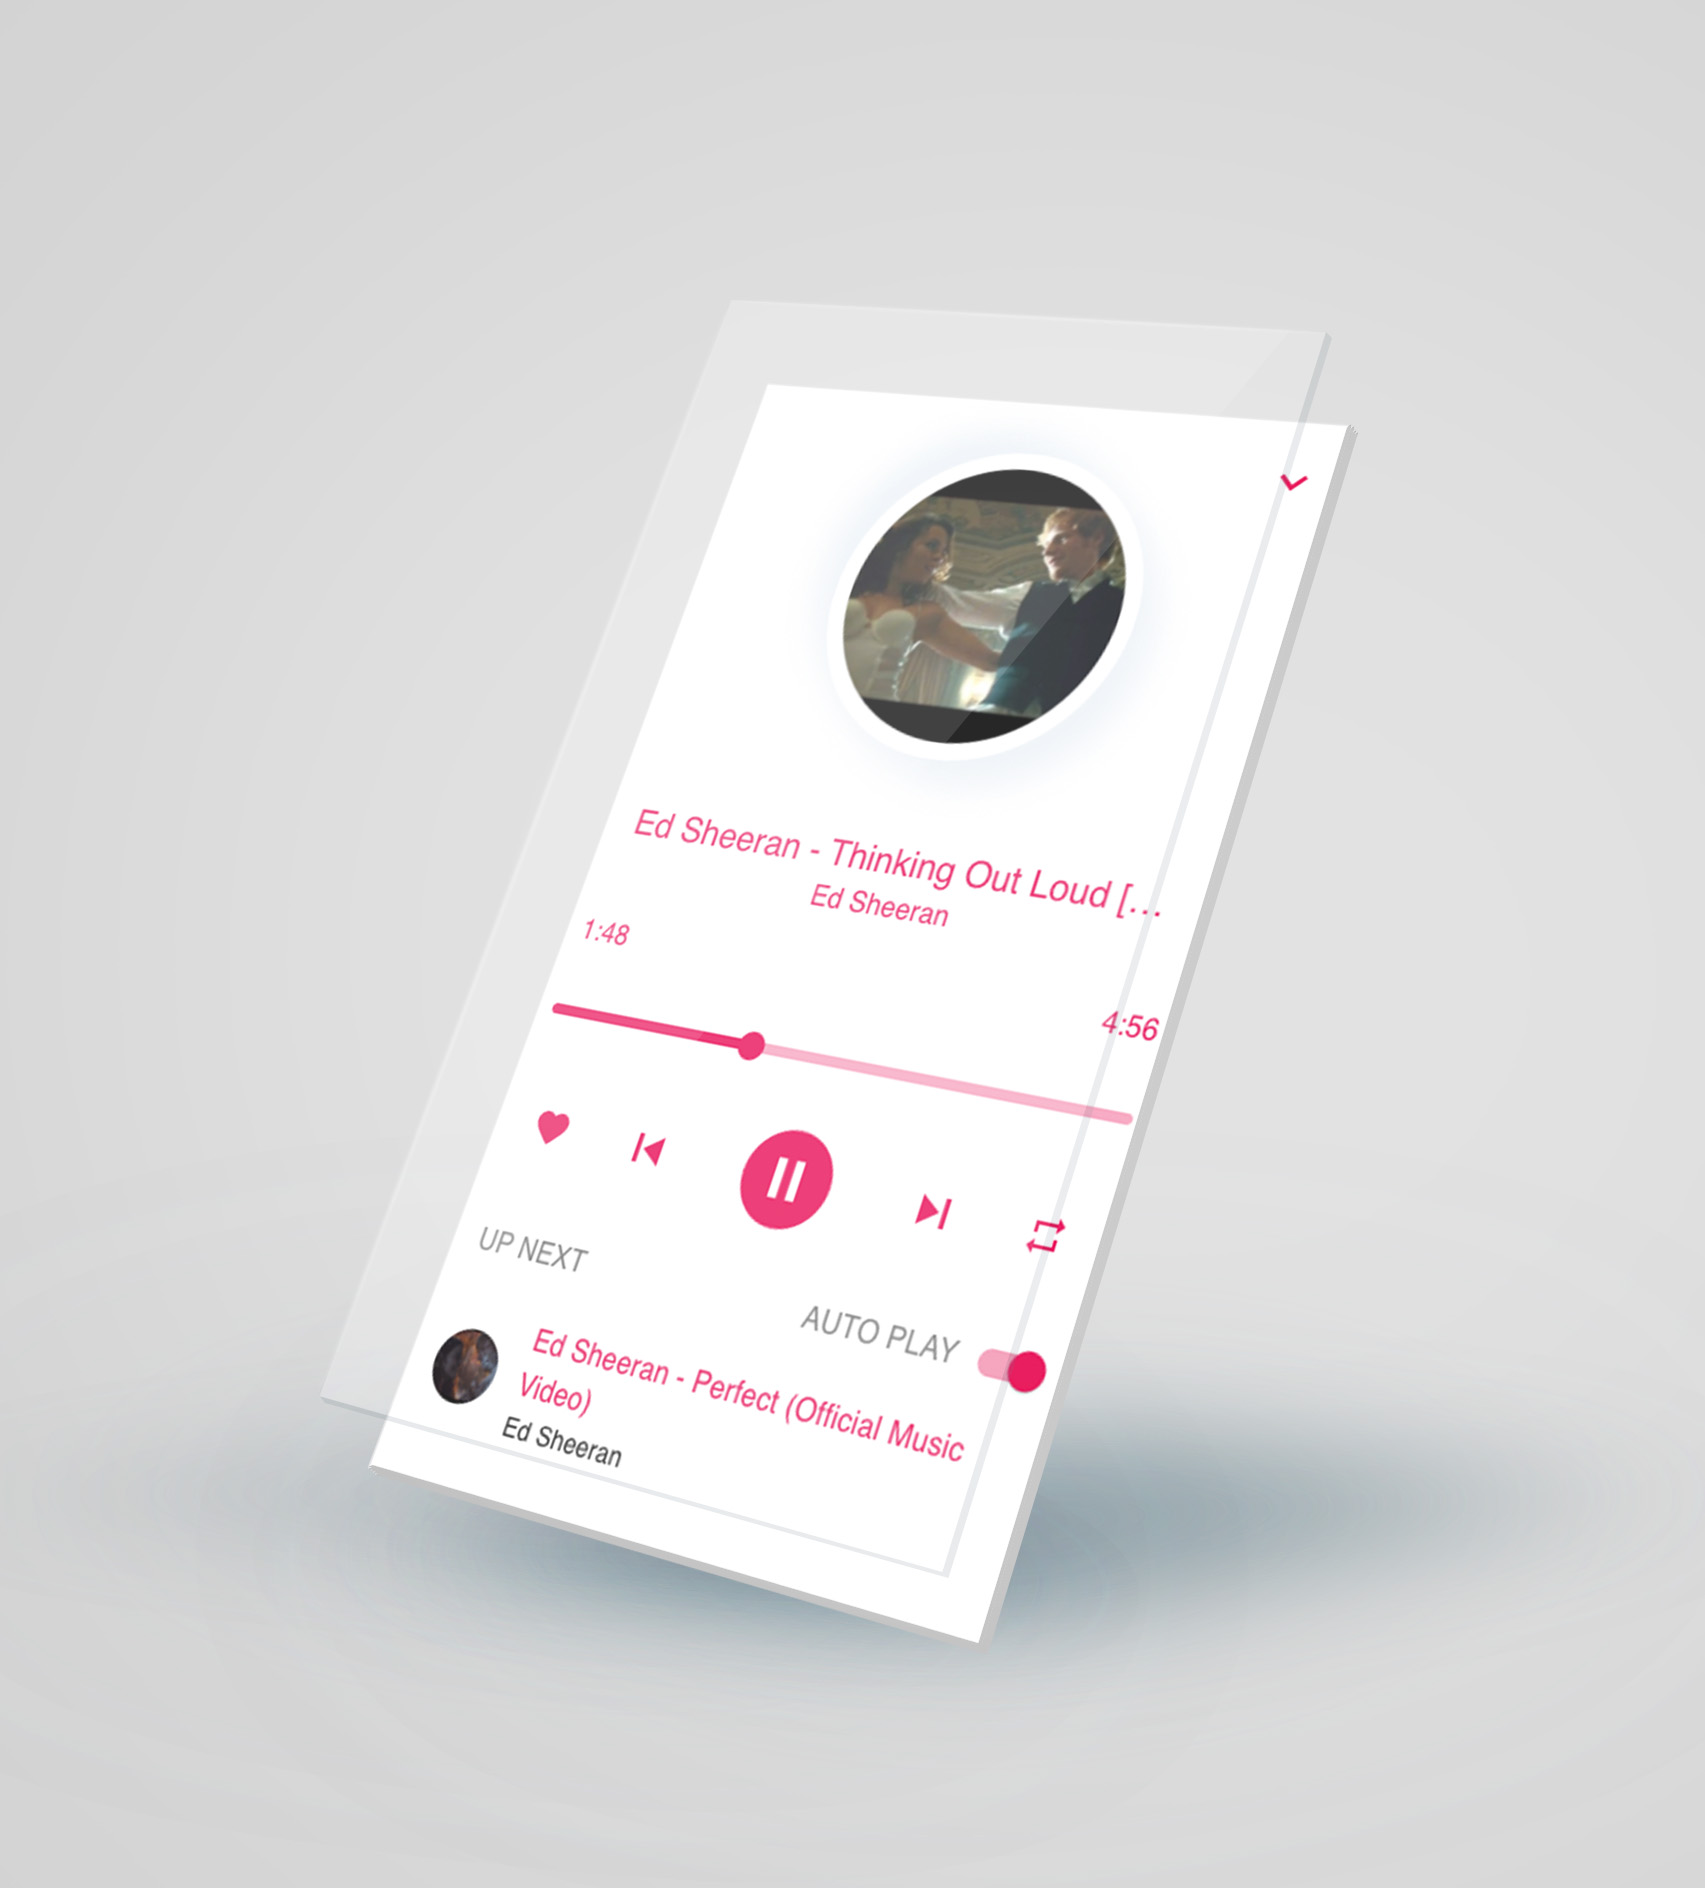 Ed Sheeran - Thinking Out Loud [...
Ed Sheeran
1:48
4:56
UP NEXT
AUTO PLAY
Ed Sheeran - Perfect (Official Music
Video)
Ed Sheeran